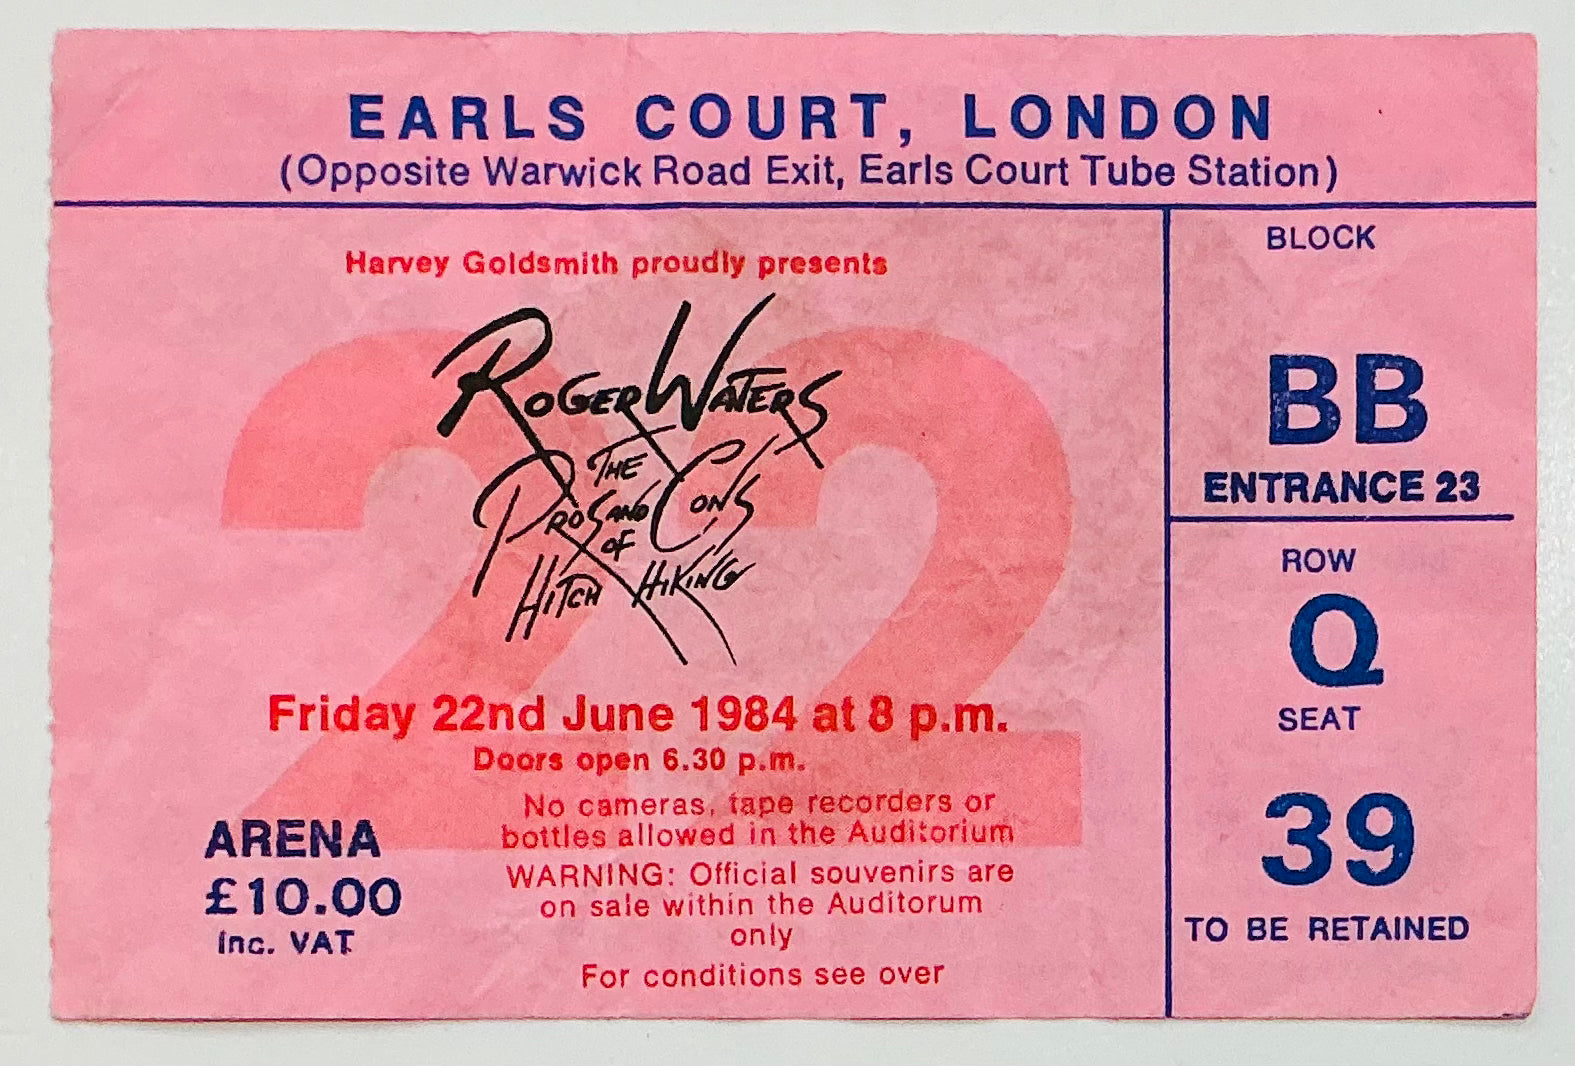 EARLS COURT, LONDON
(Opposite Warwick Road Exit, Earls Court Tube Station)
Harvey Goldsmith proudly presents
22
ROGER WATERS
THE
PROS AND CONS
OF
HITCH HIKING
Friday 22nd June 1984 at 8 p.m.
Doors open 6.30 p.m.
No cameras, tape recorders or
bottles allowed in the Auditorium
WARNING: Official souvenirs are
on sale within the Auditorum
only
For conditions see over
ARENA
£10.00
inc. VAT
BLOCK
BB
ENTRANCE 23
ROW
Q
SEAT
39
TO BE RETAINED